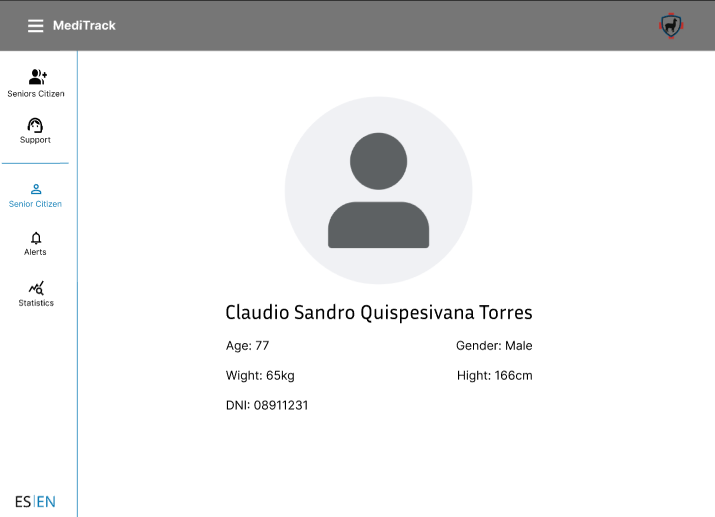 MediTrack
Seniors Citizen
Support
Senior Citizen
Alerts
Statistics
ES|EN
Claudio Sandro Quispesivana Torres
Age: 77
Gender: Male
Wight: 65kg
Hight: 166cm
DNI: 08911231